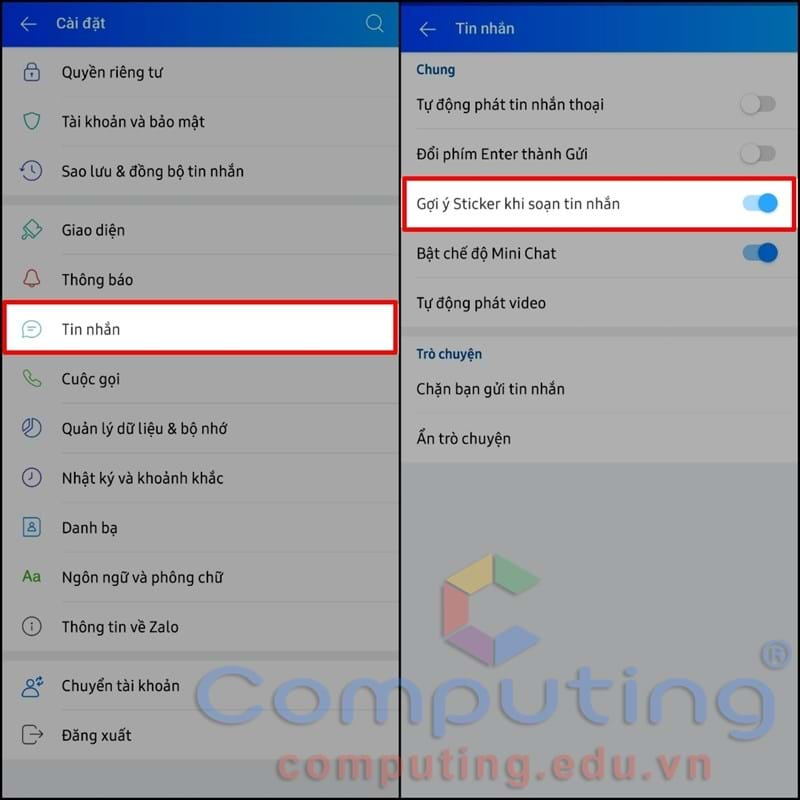 Cài đặt
Quyền riêng tư
Tài khoản và bảo mật
Sao lưu & đồng bộ tin nhắn
Giao diện
Thông báo
Tin nhắn
Cuộc gọi
Quản lý dữ liệu & bộ nhớ
Nhật ký và khoảnh khắc
Danh bạ
Aa Ngôn ngữ và phông chữ
Thông tin về Zalo
Chuyển tài khoản
Đăng xuất
Tin nhắn
Chung
Tự động phát tin nhắn thoại
Đổi phím Enter thành Gửi
Gợi ý Sticker khi soạn tin nhắn
Bật chế độ Mini Chat
Tự động phát video
Trò chuyện
Chặn bạn gửi tin nhắn
Ẩn trò chuyện
Computing®
computing.edu.vn